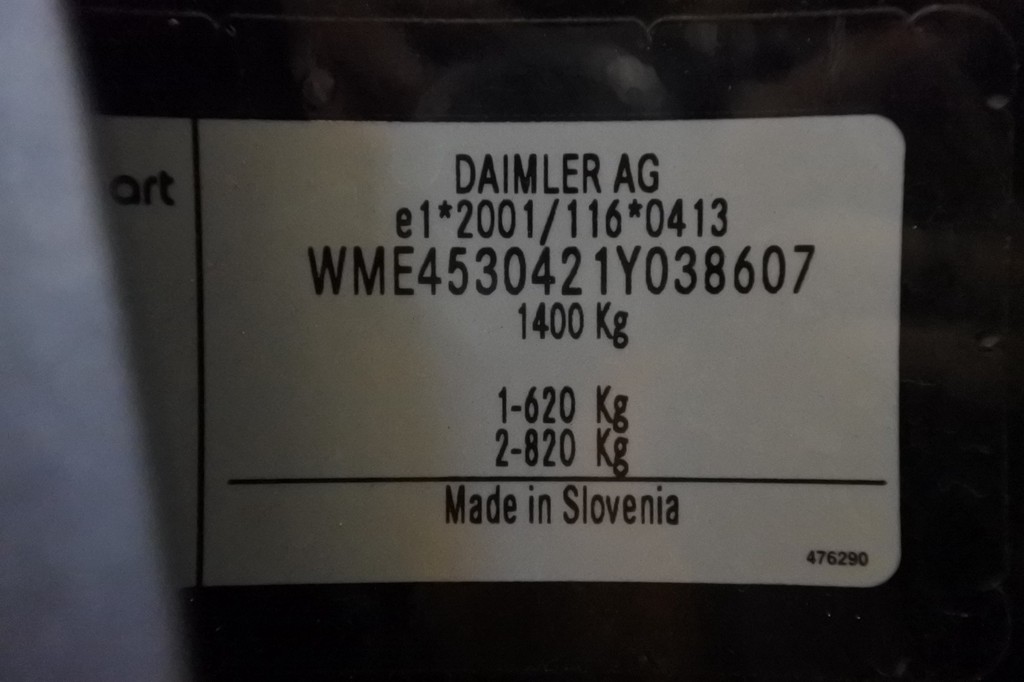 art
DAIMLER AG
e1*2001/116*0413
WME4530421Y038607
1400 Kg
1-620 Kg
2-820 Kg
Made in Slovenia
476290